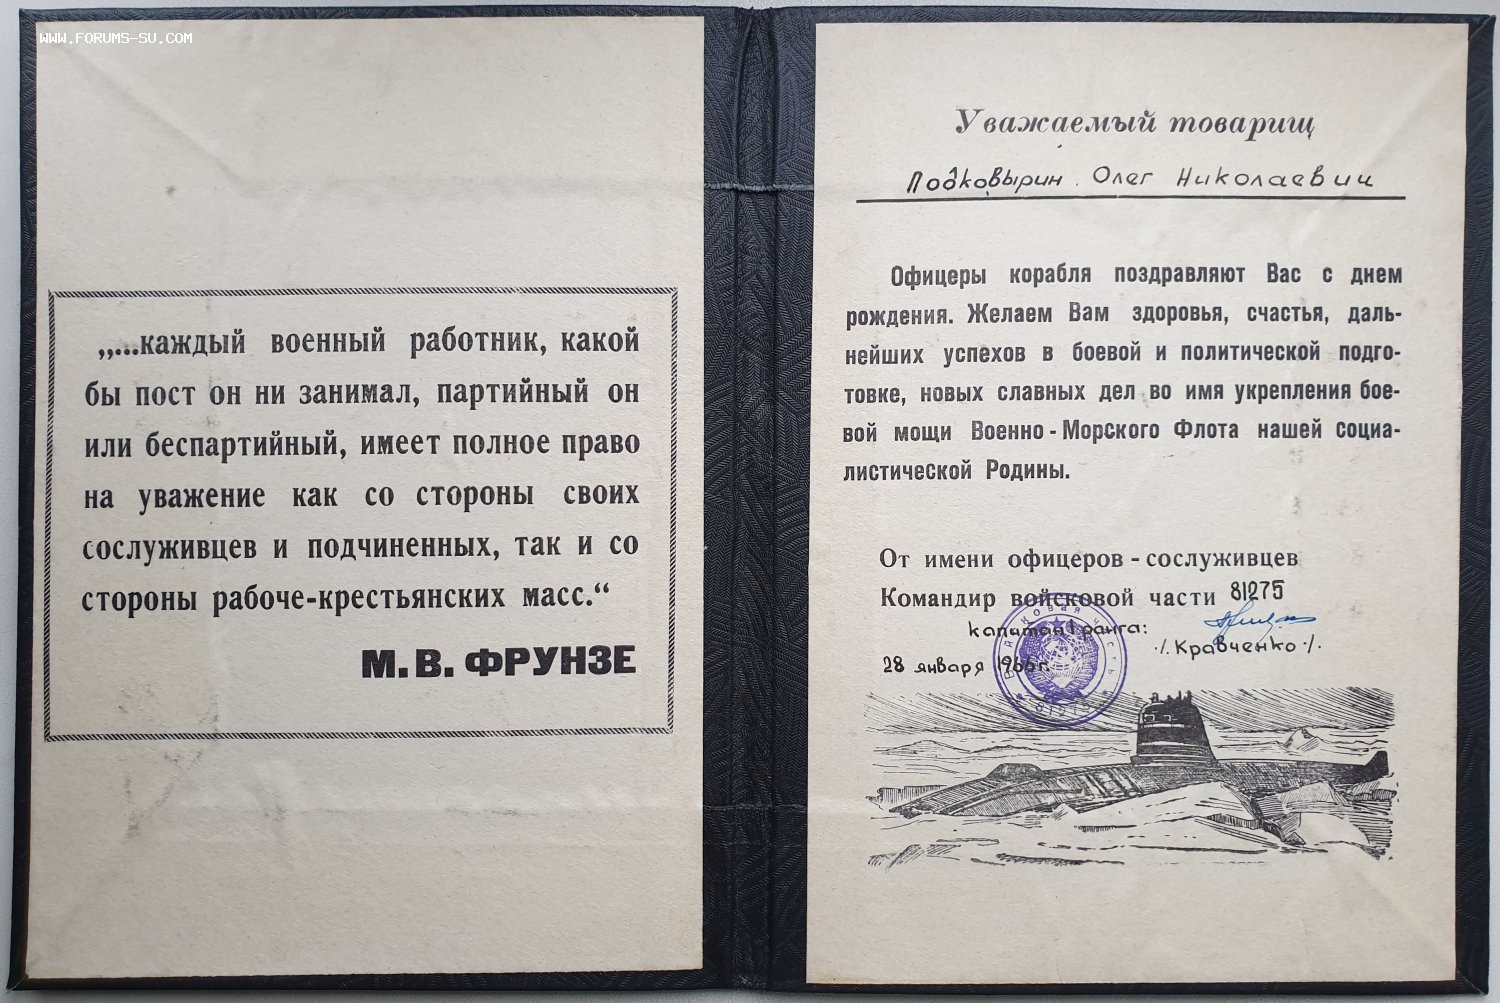 WWW.FORUMS-SU.COM
„...каждый военный работник, какой
бы пост он ни занимал, партийный он
или беспартийный, имеет полное право
на уважение как со стороны своих
сослуживцев и подчиненных, так и со
стороны рабоче-крестьянских масс.“
М. В. ФРУНЗЕ
Уважаемый товарищ
Подковырин Олег Николаевич
Офицеры корабля поздравляют Вас с днем
рождения. Желаем Вам здоровья, счастья, даль-
нейших успехов в боевой и политической подго-
товке, новых славных дел во имя укрепления бое-
вой мощи Военно-Морского Флота нашей социа-
листической Родины.
От имени офицеров-сослуживцев
Командир войсковой части 81275
капитан 1 ранга:
/. Кравченко ./.
28 января 1966г.
Войсковая часть
* 81275 *